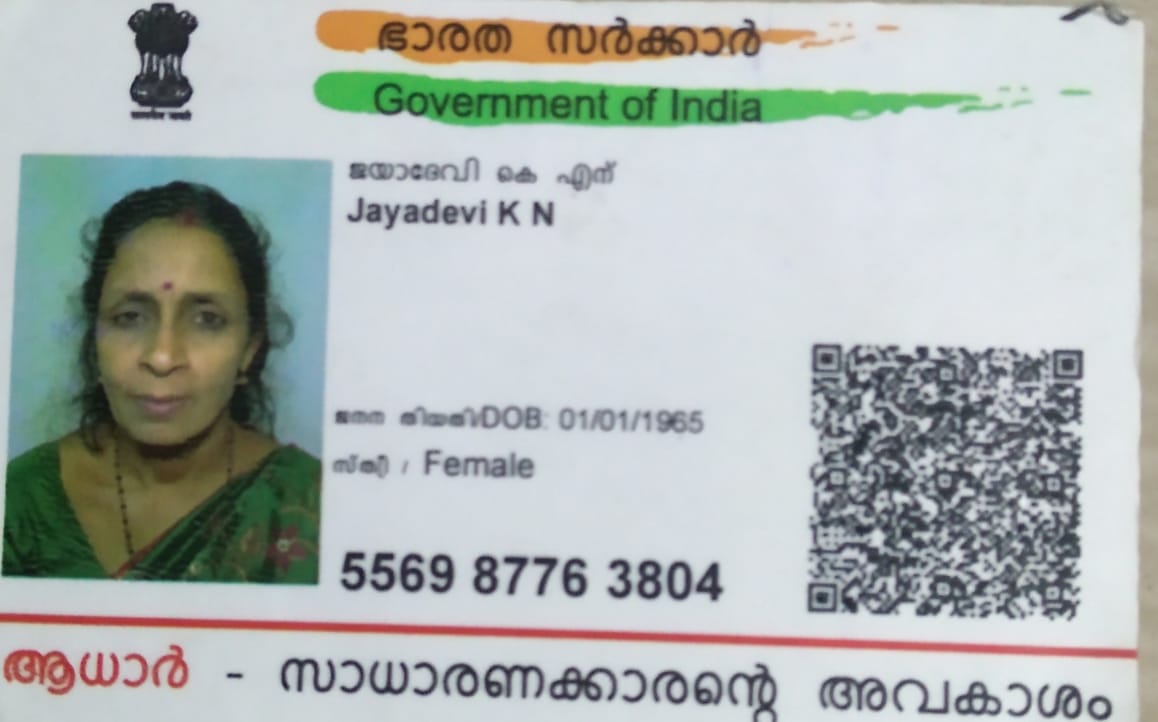 ഭാരത സർക്കാർ
Government of India
ജയാദേവി കെ എന്
Jayadevi K N
ജനന തിയതി/DOB: 01/01/1965
സ്ത്രീ / Female
5569 8776 3804
ആധാർ - സാധാരണക്കാരന്റെ അവകാശം